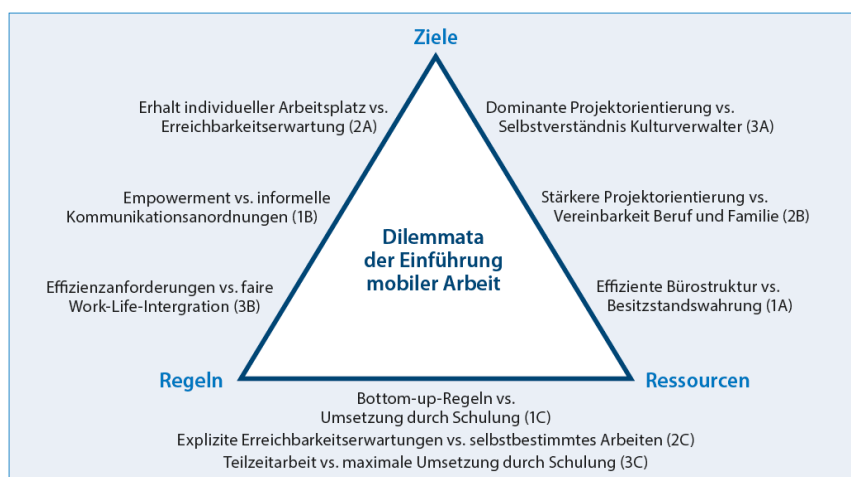 Ziele
Erhalt individueller Arbeitsplatz vs.
Erreichbarkeitserwartung (2A)
Dominante Projektorientierung vs.
Selbstverständnis Kulturverwalter (3A)
Empowerment vs. informelle
Kommunikationsanordnungen (1B)
Stärkere Projektorientierung vs.
Vereinbarkeit Beruf und Familie (2B)
Dilemmata
der Einführung
mobiler Arbeit
Effizienzanforderungen vs. faire
Work-Life-Intergration (3B)
Effiziente Bürostruktur vs.
Besitzstandswahrung (1A)
Regeln
Ressourcen
Bottom-up-Regeln vs.
Umsetzung durch Schulung (1C)
Explizite Erreichbarkeitserwartungen vs. selbstbestimmtes Arbeiten (2C)
Teilzeitarbeit vs. maximale Umsetzung durch Schulung (3C)